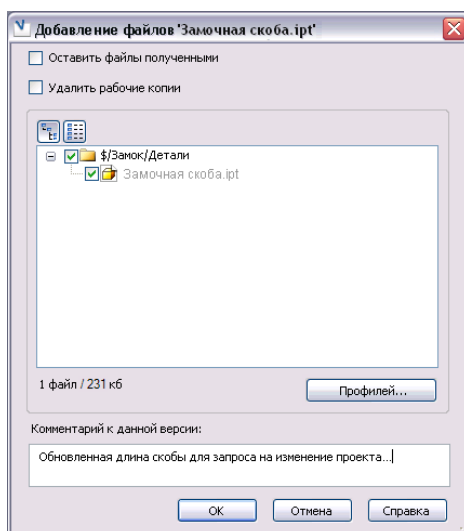 Добавление файлов 'Замочная скоба.ipt'
Оставить файлы полученными
Удалить рабочие копии
$/Замок/Детали
Замочная скоба.ipt
1 файл / 231 кб
Профилей...
Комментарий к данной версии:
Обновленная длина скобы для запроса на изменение проекта...
ОК
Отмена
Справка